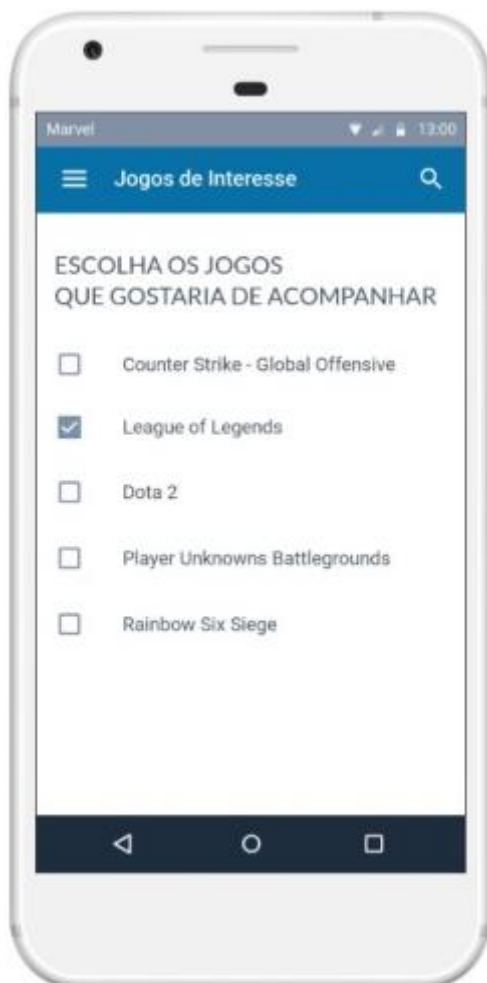 Marvel 13:00
Jogos de Interesse
ESCOLHA OS JOGOS
QUE GOSTARIA DE ACOMPANHAR
Counter Strike - Global Offensive
League of Legends
Dota 2
Player Unknowns Battlegrounds
Rainbow Six Siege